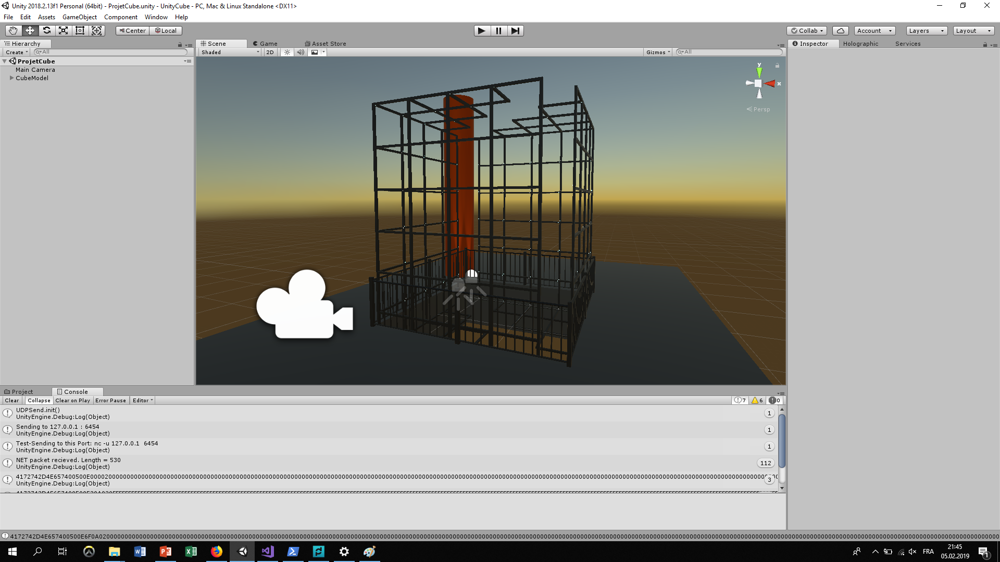 Unity 2018.2.13f1 Personal (64bit) - ProjetCube.unity - UnityCube - PC, Mac & Linux Standalone <DX11>
File Edit Assets GameObject Component Window Help
Center Local
Collab Account Layers Layout
Hierarchy
Create All
ProjetCube
Main Camera
CubeModel
Scene Game Asset Store
Shaded 2D Gizmos All
y
x
Persp
Inspector Holographic Services
Project Console
Clear Collapse Clear on Play Error Pause Editor 7 6 0
UDPSend.init()
UnityEngine.Debug:Log(Object)
1
Sending to 127.0.0.1 : 6454
UnityEngine.Debug:Log(Object)
1
Test-Sending to this Port: nc -u 127.0.0.1  6454
UnityEngine.Debug:Log(Object)
1
NET packet recieved. Length = 530
UnityEngine.Debug:Log(Object)
112
UnityEngine.Debug:Log(Object)
3
FRA
21:45
05.02.2019
1